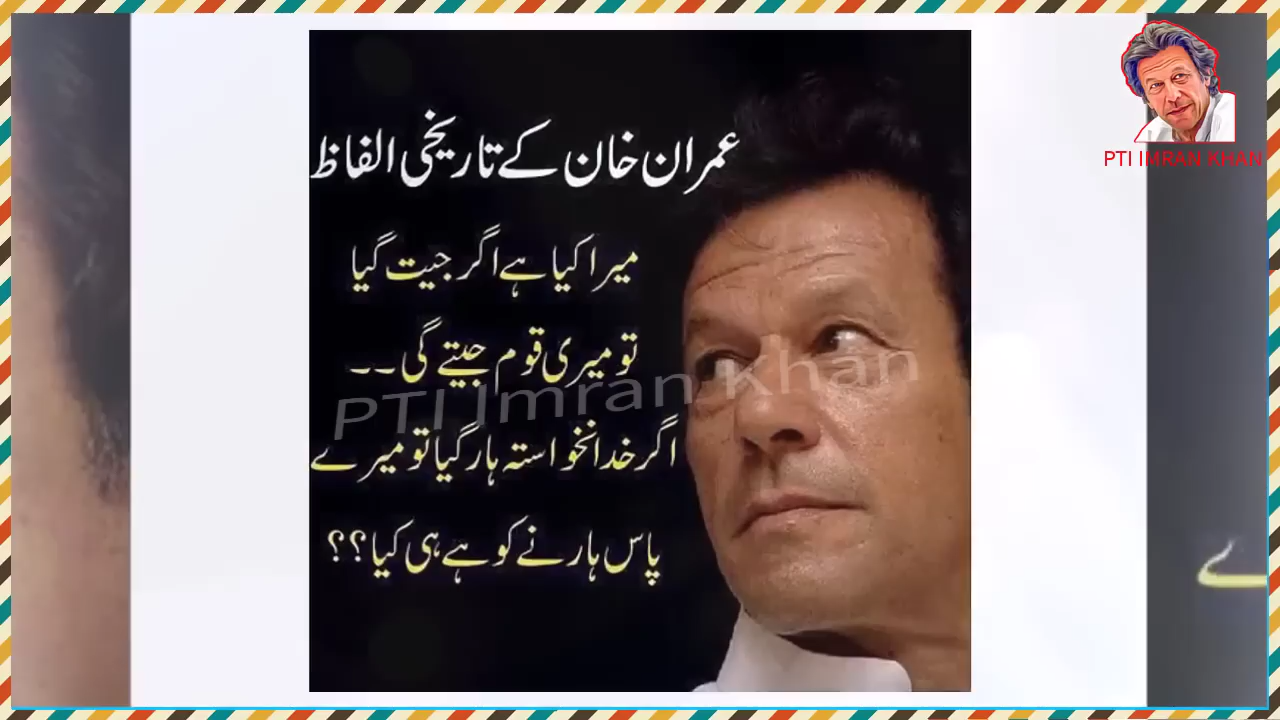 عمران خان کے تاریخی الفاظ
میرا کیا ہے اگر جیت گیا
تو میری قوم جیتے گی ۔۔
اگر خدانخواستہ ہار گیا تو میرے
پاس ہارنے کو ہے ہی کیا ؟؟
PTI Imran Khan
PTI IMRAN KHAN